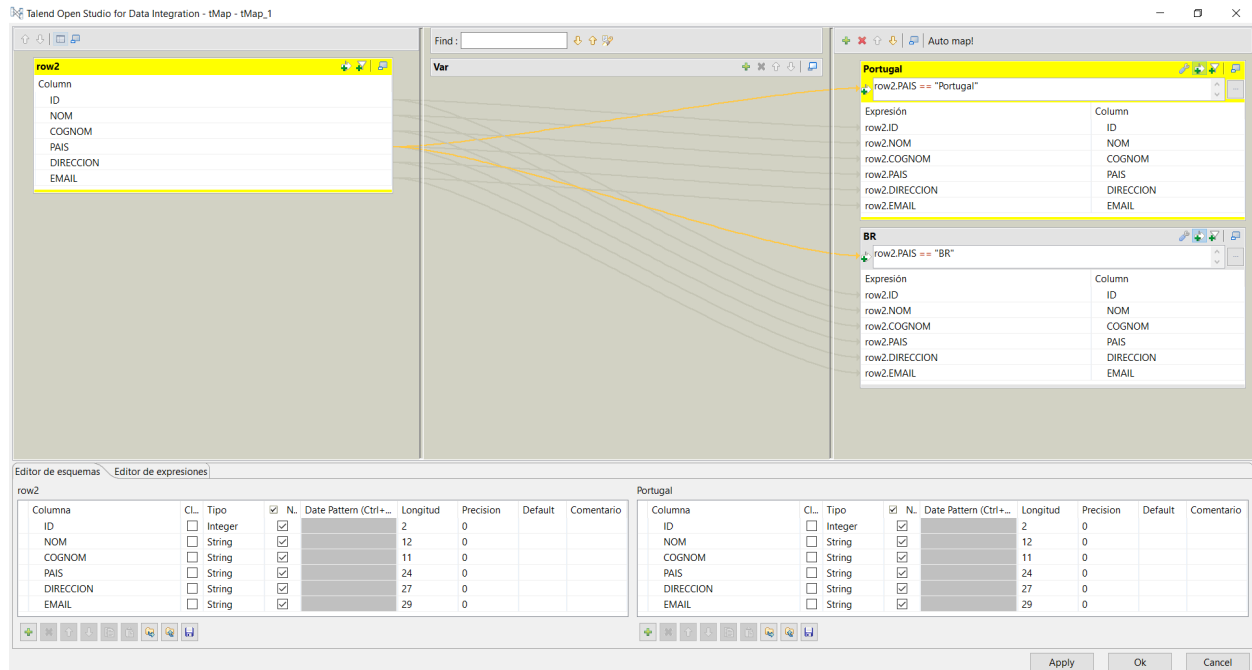 Talend Open Studio for Data Integration - tMap - tMap_1
Find :
Auto map!
row2
Column
ID
NOM
COGNOM
PAIS
DIRECCION
EMAIL
Var
Portugal
row2.PAIS == "Portugal"
...
Expresión Column
row2.ID ID
row2.NOM NOM
row2.COGNOM COGNOM
row2.PAIS PAIS
row2.DIRECCION DIRECCION
row2.EMAIL EMAIL
BR
row2.PAIS == "BR"
...
Expresión Column
row2.ID ID
row2.NOM NOM
row2.COGNOM COGNOM
row2.PAIS PAIS
row2.DIRECCION DIRECCION
row2.EMAIL EMAIL
Editor de esquemas Editor de expresiones
row2
Columna Cl... Tipo N.. Date Pattern (Ctrl+... Longitud Precision Default Comentario
ID Integer 2 0
NOM String 12 0
COGNOM String 11 0
PAIS String 24 0
DIRECCION String 27 0
EMAIL String 29 0
Portugal
Columna Cl... Tipo N.. Date Pattern (Ctrl+... Longitud Precision Default Comentario
ID Integer 2 0
NOM String 12 0
COGNOM String 11 0
PAIS String 24 0
DIRECCION String 27 0
EMAIL String 29 0
Apply Ok Cancel